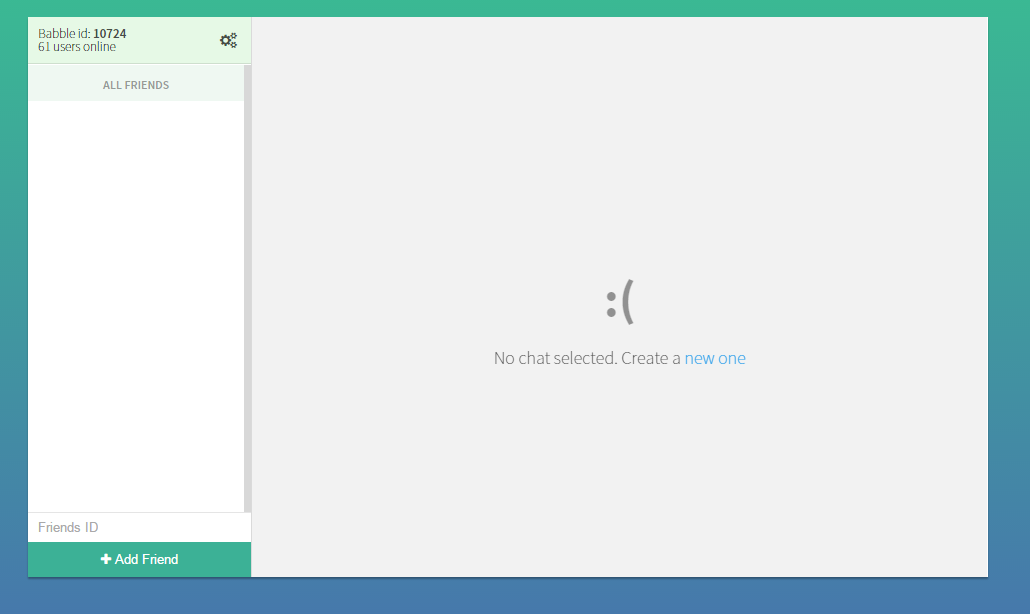 Babble id: 10724
61 users online
ALL FRIENDS
:(
No chat selected. Create a new one
Friends ID
Add Friend